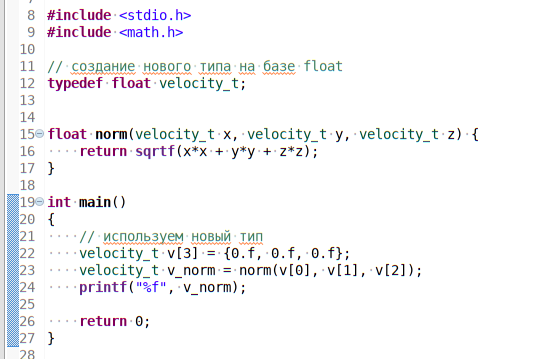 8 #include <stdio.h>
9 #include <math.h>
10
11 // создание нового типа на базе float
12 typedef float velocity_t;
13
14
15 float norm(velocity_t x, velocity_t y, velocity_t z) {
16     return sqrtf(x*x + y*y + z*z);
17 }
18
19 int main()
20 {
21     // используем новый тип
22     velocity_t v[3] = {0.f, 0.f, 0.f};
23     velocity_t v_norm = norm(v[0], v[1], v[2]);
24     printf("%f", v_norm);
25
26     return 0;
27 }
28